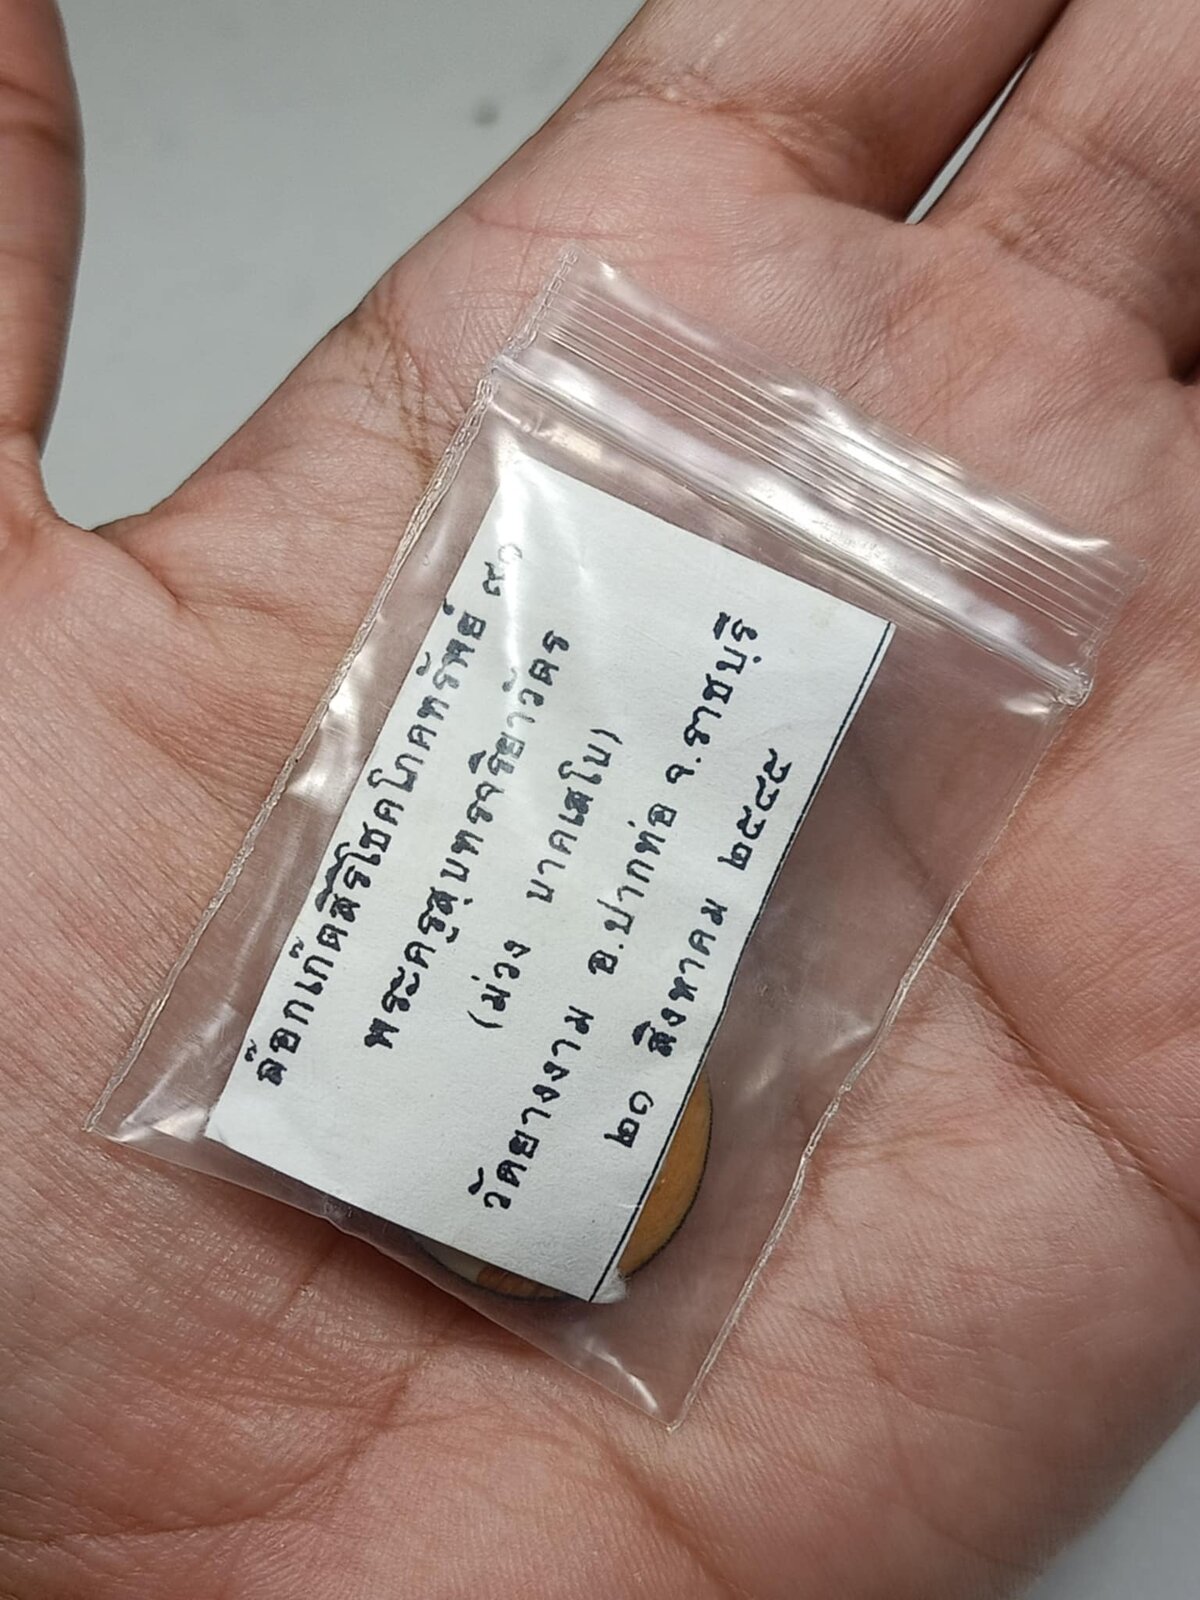 ล๊อกเก๊ตสิริโชคโภคทรัพย์ ๙๐
พระครูสุนทรจริยาวัตร
(ม่วง นาคเสโน)
วัดยางงาม อ.ปากท่อ จ.ราชบุรี
๒๑ สิงหาคม ๒๕๔๕